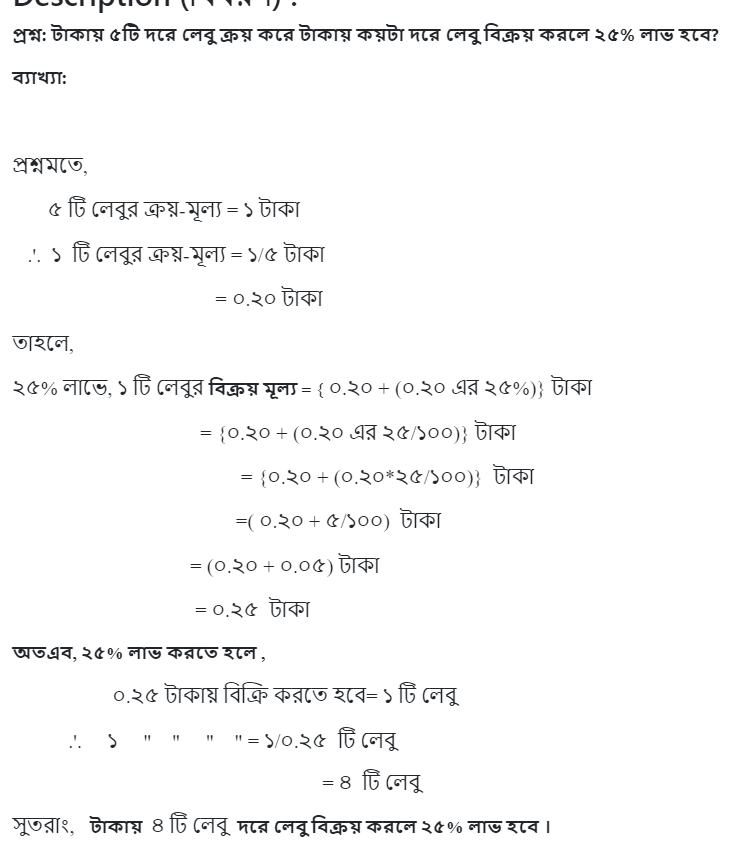 Description (বিবরণ) :
প্রশ্ন: টাকায় ৫টি দরে লেবু ক্রয় করে টাকায় কয়টা দরে লেবু বিক্রয় করলে ২৫% লাভ হবে?
ব্যাখ্যা:
প্রশ্নমতে,
৫ টি লেবুর ক্রয়-মূল্য = ১ টাকা
∴ ১ টি লেবুর ক্রয়-মূল্য = ১/৫ টাকা
= ০.২০ টাকা
তাহলে,
২৫% লাভে, ১ টি লেবুর বিক্রয় মূল্য = { ০.২০ + (০.২০ এর ২৫%)} টাকা
= {০.২০ + (০.২০ এর ২৫/১০০)} টাকা
= {০.২০ + (০.২০*২৫/১০০)} টাকা
=( ০.২০ + ৫/১০০) টাকা
= (০.২০ + ০.০৫) টাকা
= ০.২৫ টাকা
অতএব, ২৫% লাভ করতে হলে ,
০.২৫ টাকায় বিক্রি করতে হবে= ১ টি লেবু
∴ ১ " " " " = ১/০.২৫ টি লেবু
= ৪ টি লেবু
সুতরাং, টাকায় ৪ টি লেবু দরে লেবু বিক্রয় করলে ২৫% লাভ হবে ।